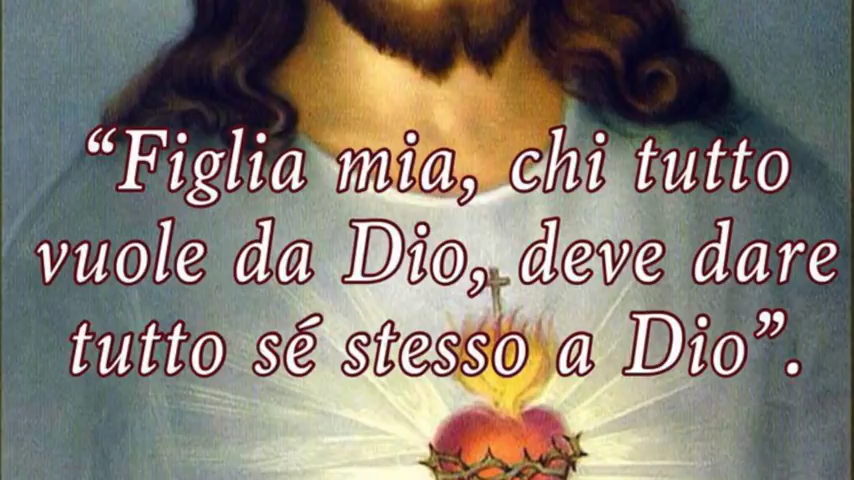 “Figlia mia, chi tutto
vuole da Dio, deve dare
tutto sé stesso a Dio”.